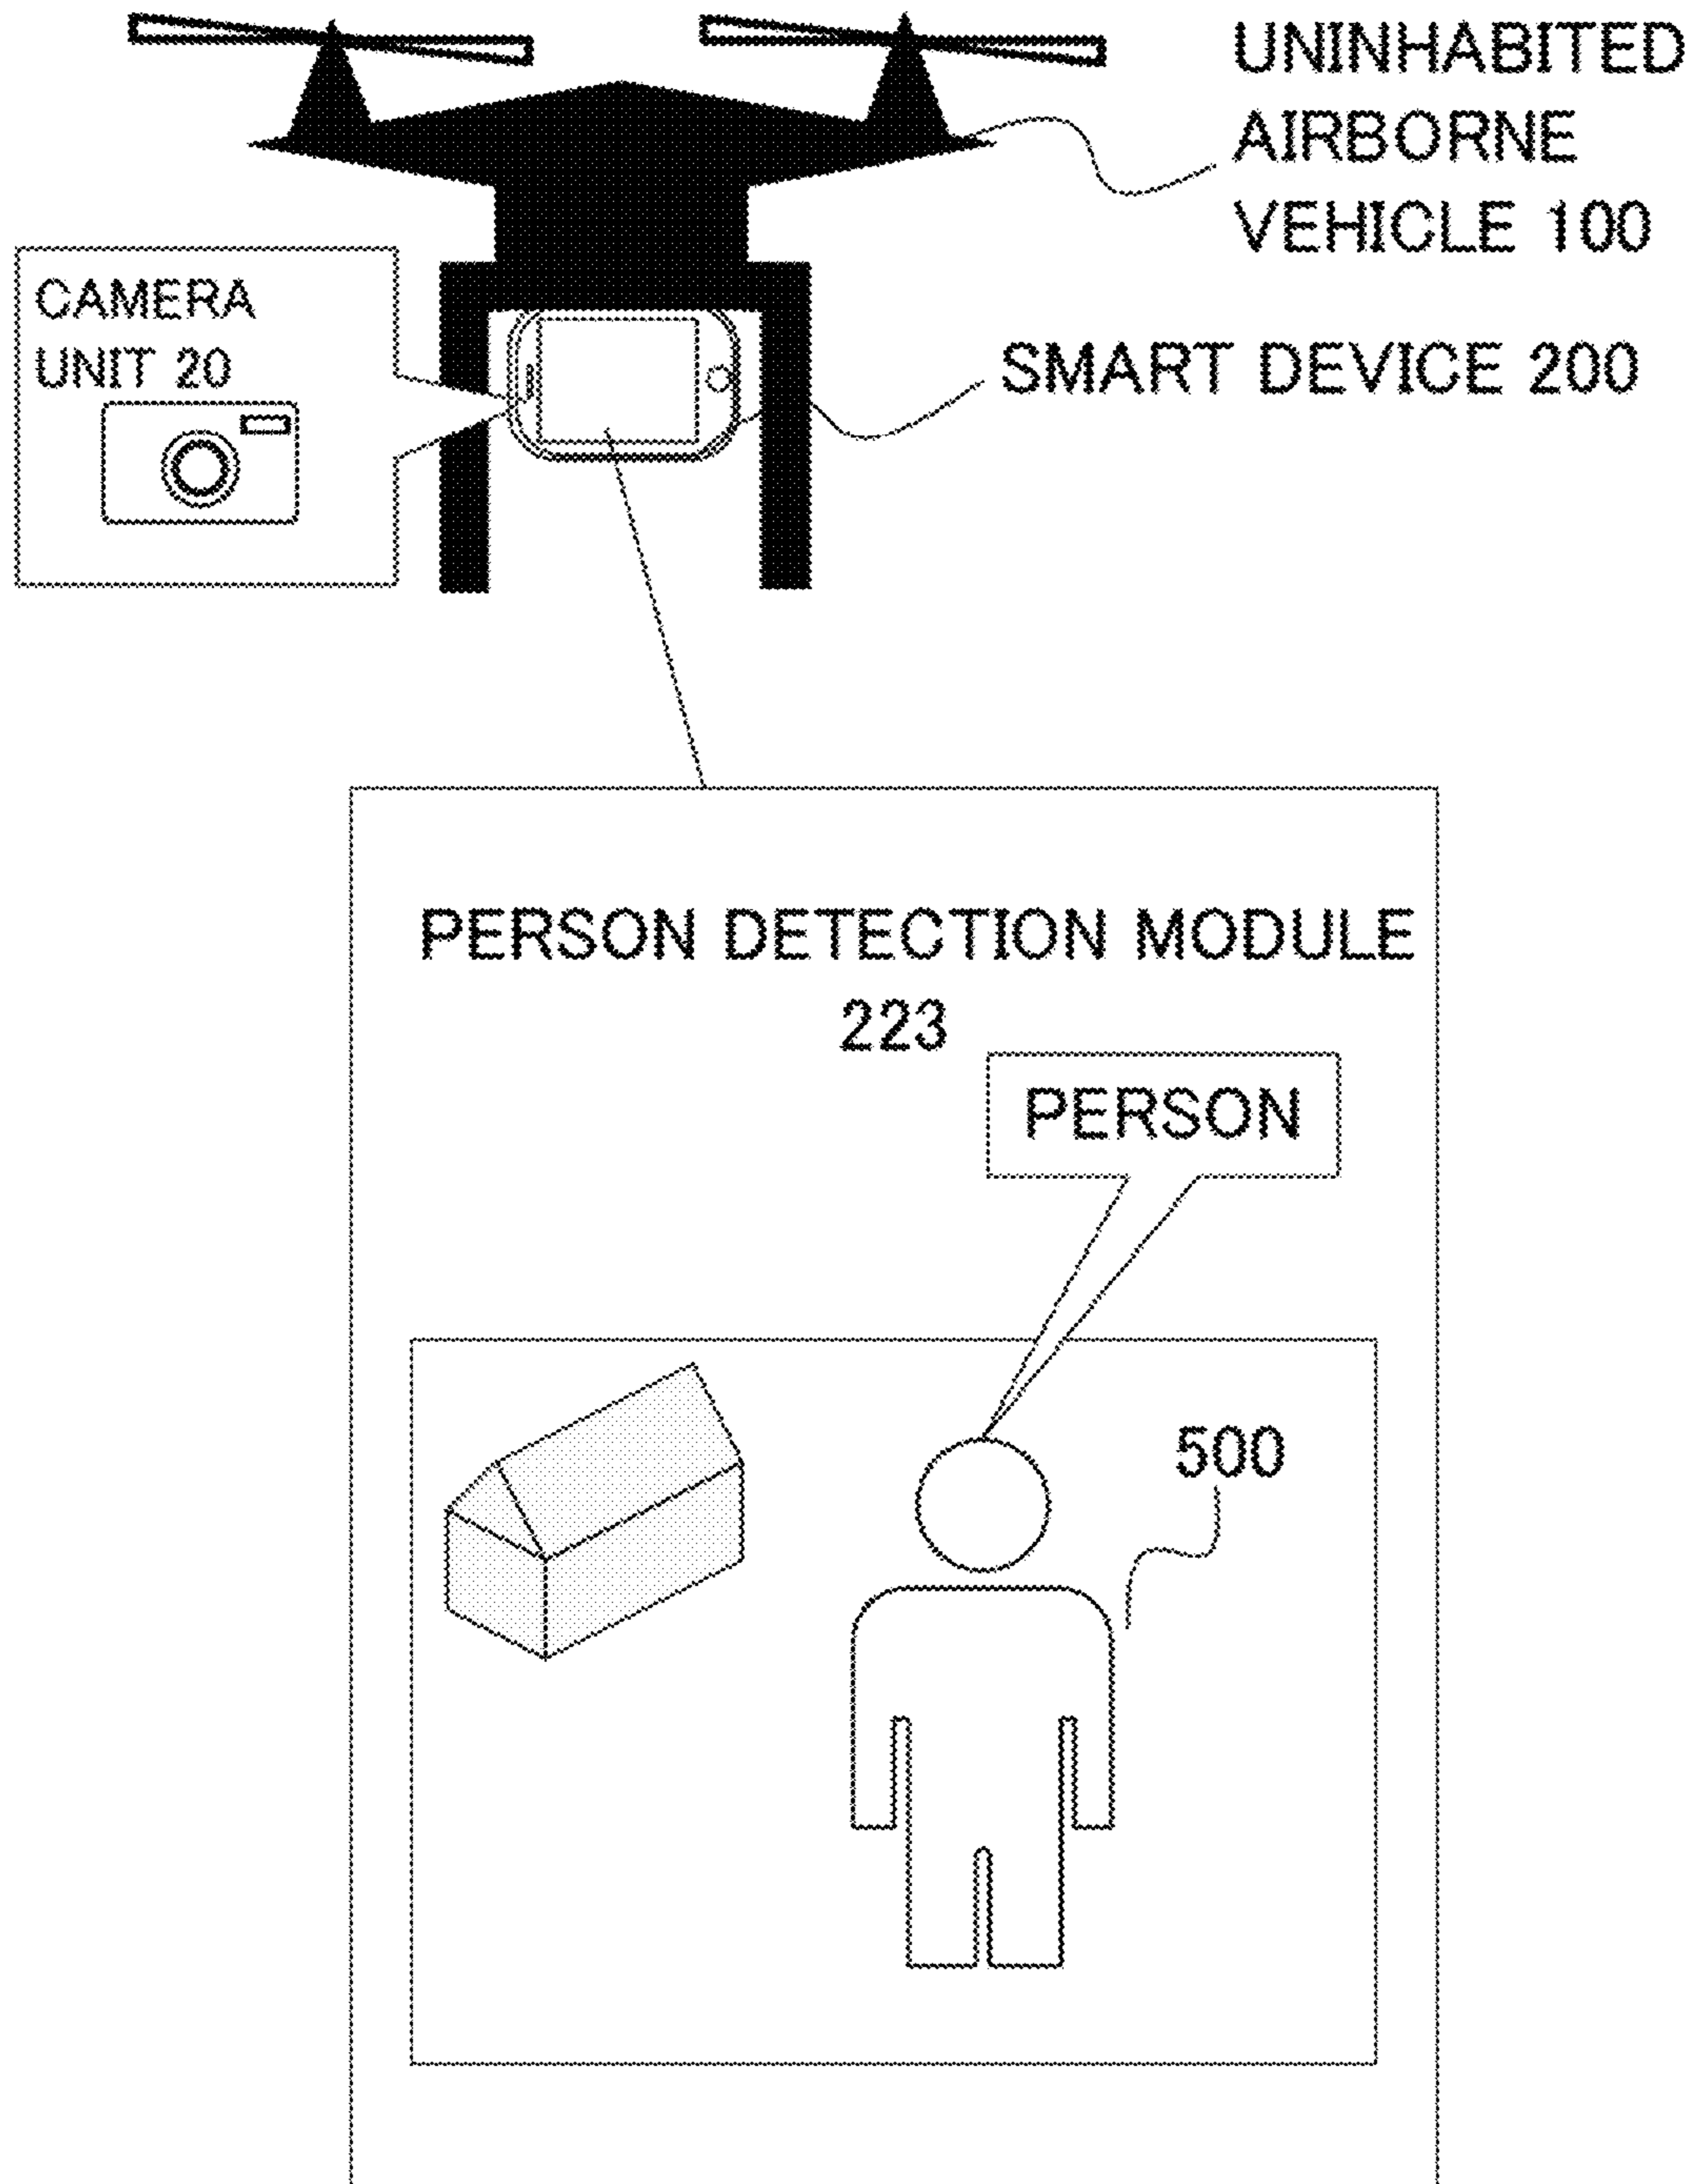 UNINHABITED
AIRBORNE
VEHICLE 100
CAMERA
UNIT 20
SMART DEVICE 200
PERSON DETECTION MODULE
223
PERSON
500